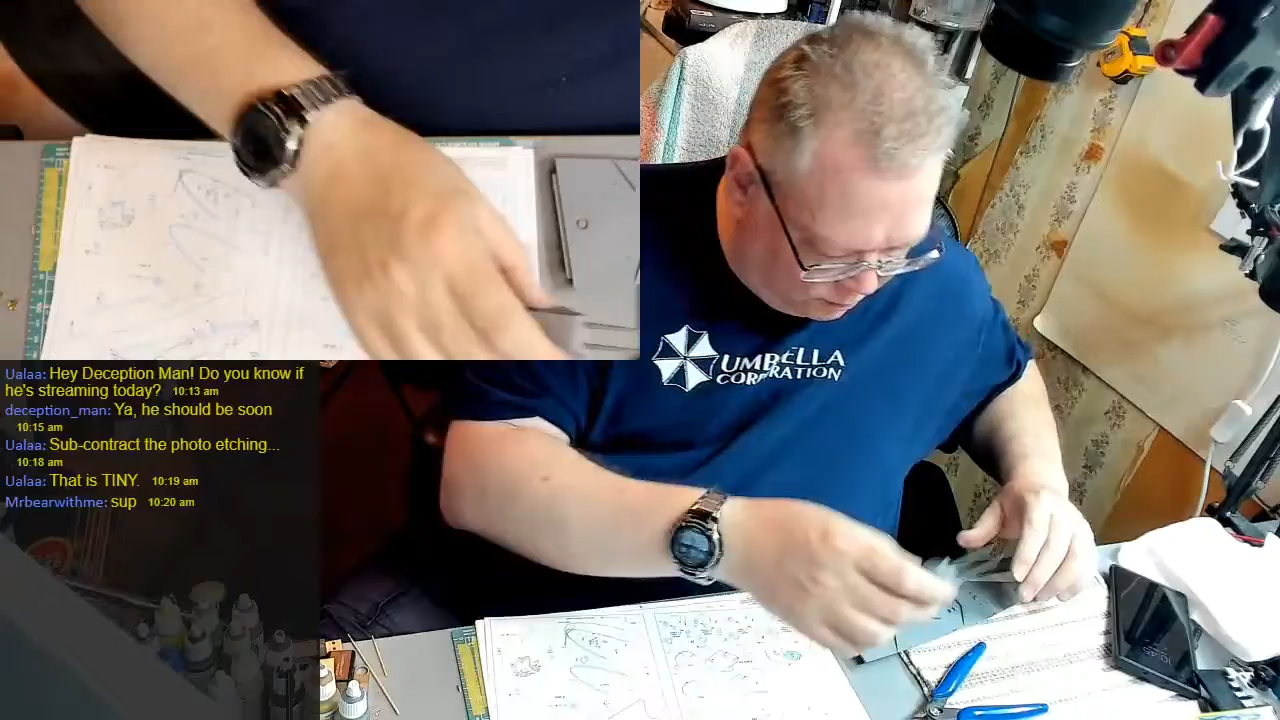 UMBRELLA
CORPORATION
Ualaa: Hey Deception Man! Do you know if
he's streaming today? 10:13 am
deception_man: Ya, he should be soon
10:15 am
Ualaa: Sub-contract the photo etching...
10:18 am
Ualaa: That is TINY. 10:19 am
Mrbearwithme: sup 10:20 am